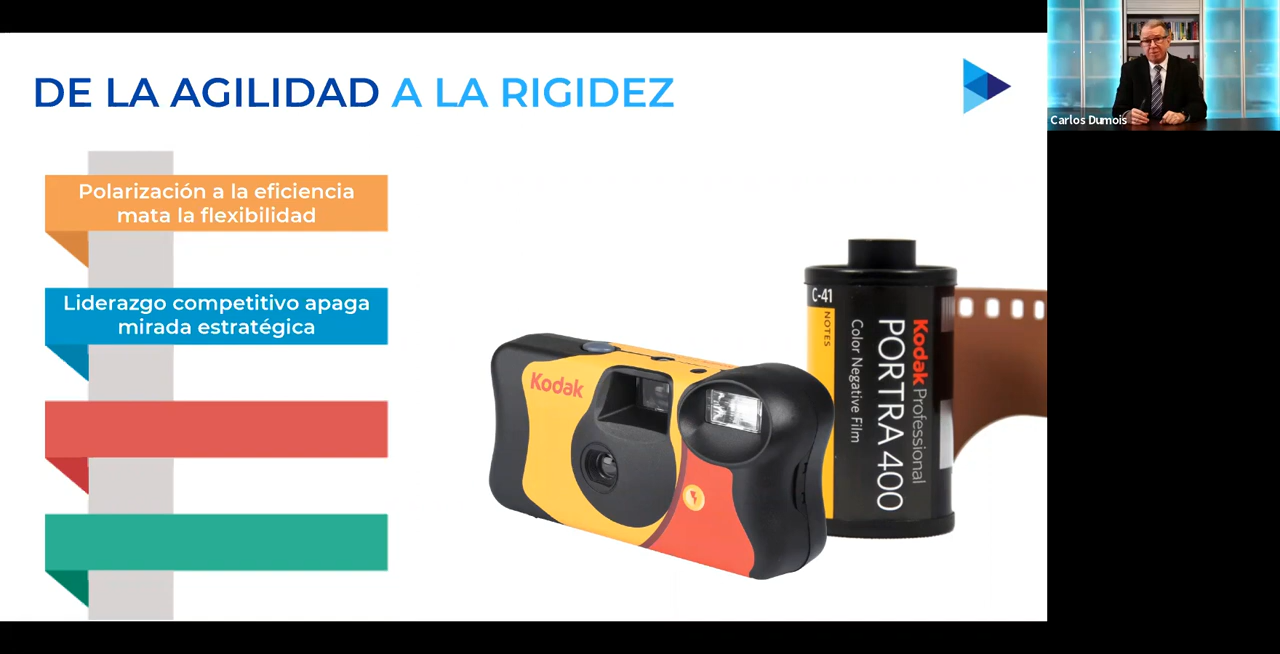 DE LA AGILIDAD A LA RIGIDEZ
Carlos Dumois
Polarización a la eficiencia
mata la flexibilidad
Liderazgo competitivo apaga
mirada estratégica
Kodak
C-41
NOTES
Color Negative Film
PORTRA 400
Kodak Professional